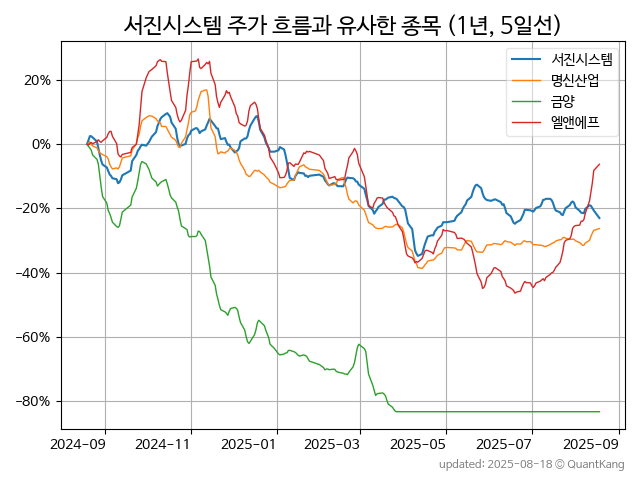 서진시스템 주가 흐름과 유사한 종목 (1년, 5일선)
서진시스템
명신산업
금양
엘앤에프
20%
0%
−20%
−40%
−60%
−80%
2024-09 2024-11 2025-01 2025-03 2025-05 2025-07 2025-09
updated: 2025-08-18 © QuantKang